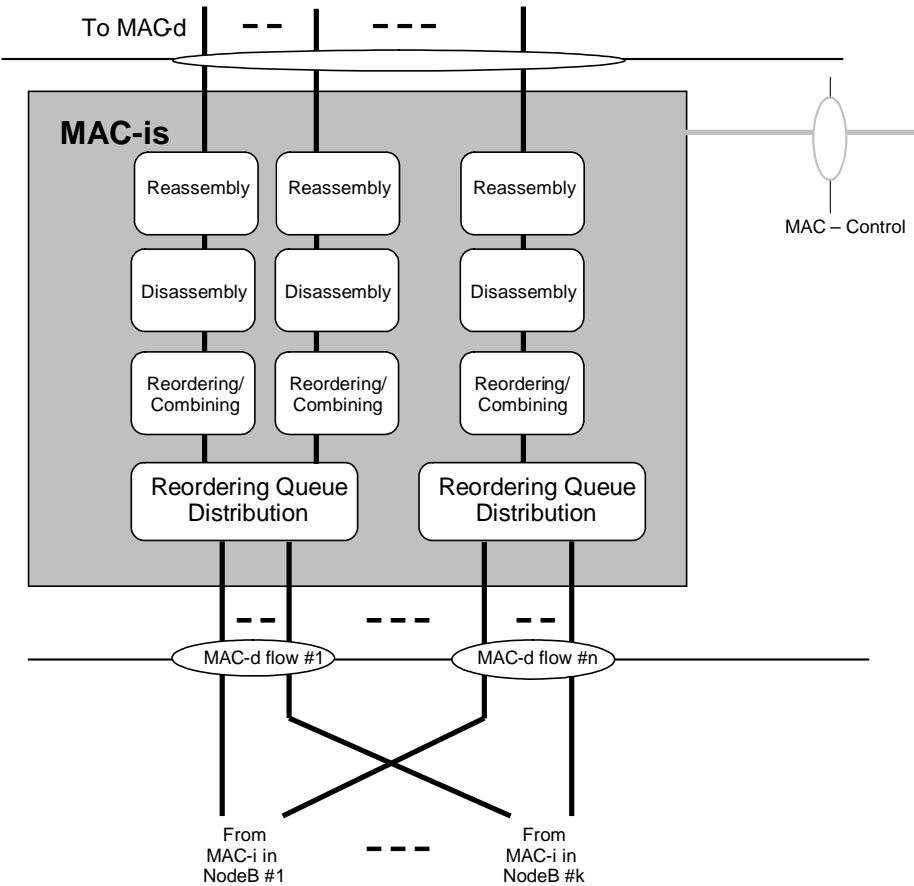 To MAC-d
MAC-is
Reassembly
Reassembly
Reassembly
MAC – Control
Disassembly
Disassembly
Disassembly
Reordering/
Combining
Reordering/
Combining
Reordering/
Combining
Reordering Queue
Distribution
Reordering Queue
Distribution
MAC-d flow #1
MAC-d flow #n
From
MAC-i in
NodeB #1
From
MAC-i in
NodeB #k